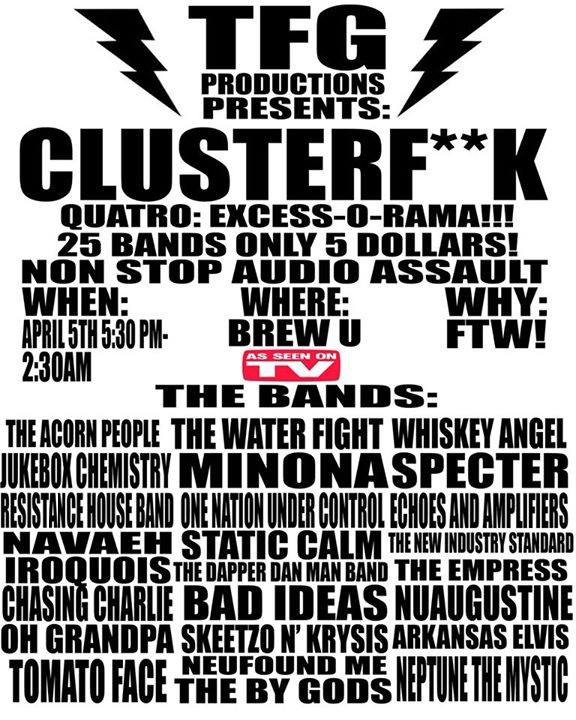 TFG
PRODUCTIONS
PRESENTS:
CLUSTERF**K
QUATRO: EXCESS-O-RAMA!!!
25 BANDS ONLY 5 DOLLARS!
NON STOP AUDIO ASSAULT
WHEN: WHERE: WHY:
APRIL 5TH 5:30 PM- BREW U FTW!
2:30AM
AS SEEN ON
TV
THE BANDS:
THE ACORN PEOPLE THE WATER FIGHT WHISKEY ANGEL
JUKEBOX CHEMISTRY MINONA SPECTER
RESISTANCE HOUSE BAND ONE NATION UNDER CONTROL ECHOES AND AMPLIFIERS
NAVAEH STATIC CALM THE NEW INDUSTRY STANDARD
IROQUOIS THE DAPPER DAN MAN BAND THE EMPRESS
CHASING CHARLIE BAD IDEAS NUAUGUSTINE
OH GRANDPA SKEETZO N' KRYSIS ARKANSAS ELVIS
TOMATO FACE NEUFOUND ME NEPTUNE THE MYSTIC
THE BY GODS